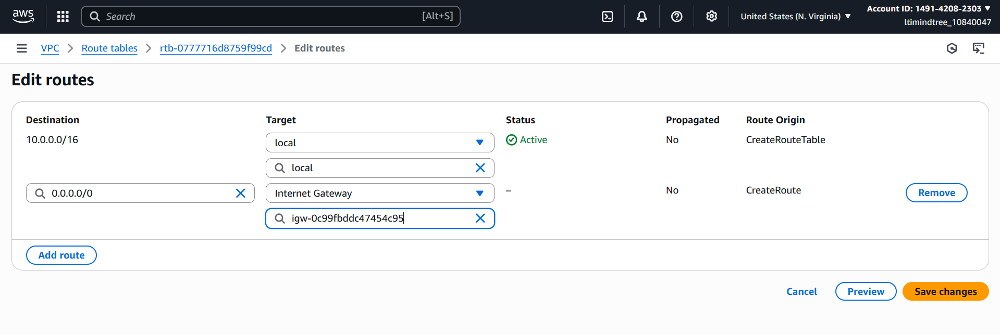 aws
Search [Alt+S]
United States (N. Virginia)
Account ID: 1491-4208-2303
ltimindtree_10840047
VPC > Route tables > rtb-0777716d8759f99cd > Edit routes
Edit routes
Destination Target Status Propagated Route Origin
10.0.0.0/16 local Active No CreateRouteTable
local
0.0.0.0/0 Internet Gateway – No CreateRoute Remove
igw-0c99fbddc47454c95
Add route
Cancel Preview Save changes